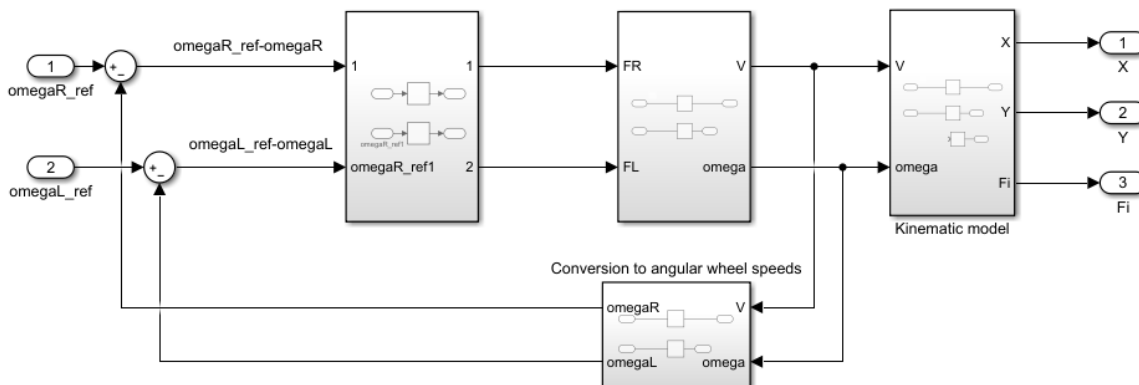 omegaR_ref-omegaR
1
omegaR_ref
+
-
omegaL_ref-omegaL
2
omegaL_ref
+
-
1
omegaR_ref1
1
2
omegaR_ref1
FR
FL
V
omega
V
omega
X
Y
Fi
Kinematic model
1
X
2
Y
3
Fi
Conversion to angular wheel speeds
omegaR
omegaL
V
omega